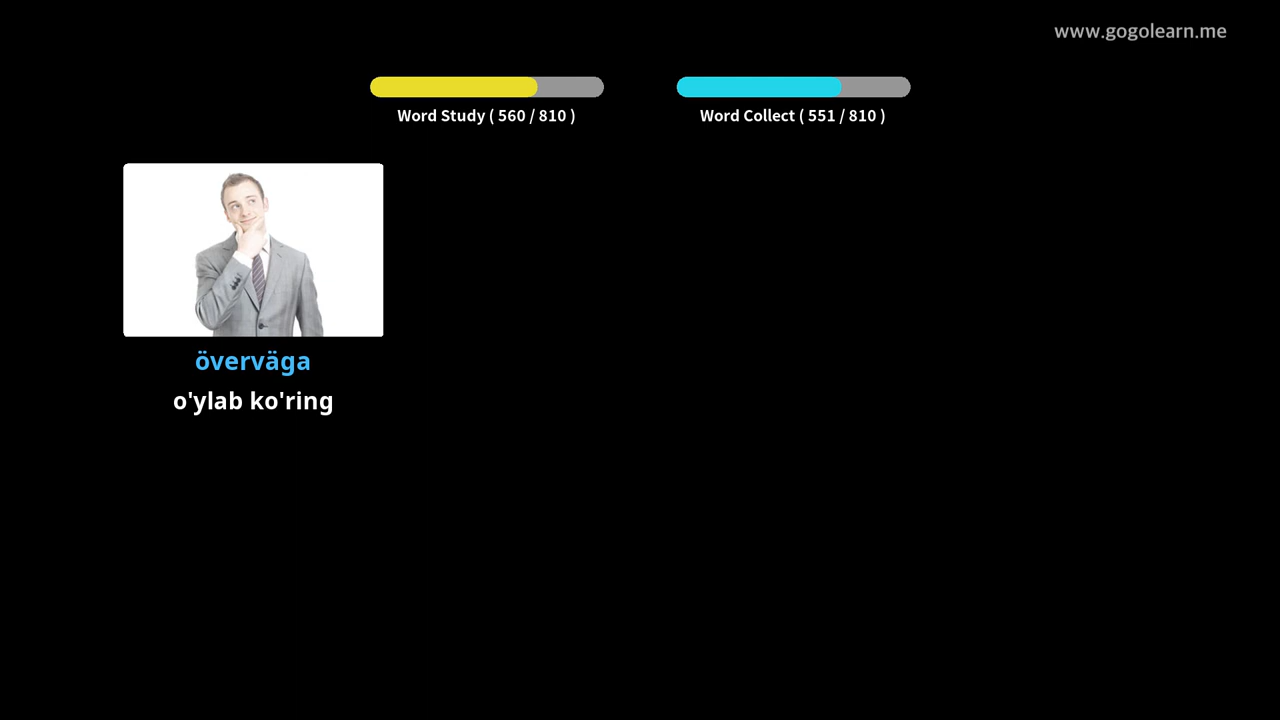 www.gogolearn.me
Word Study ( 560 / 810 )
Word Collect ( 551 / 810 )
överväga
o'ylab ko'ring